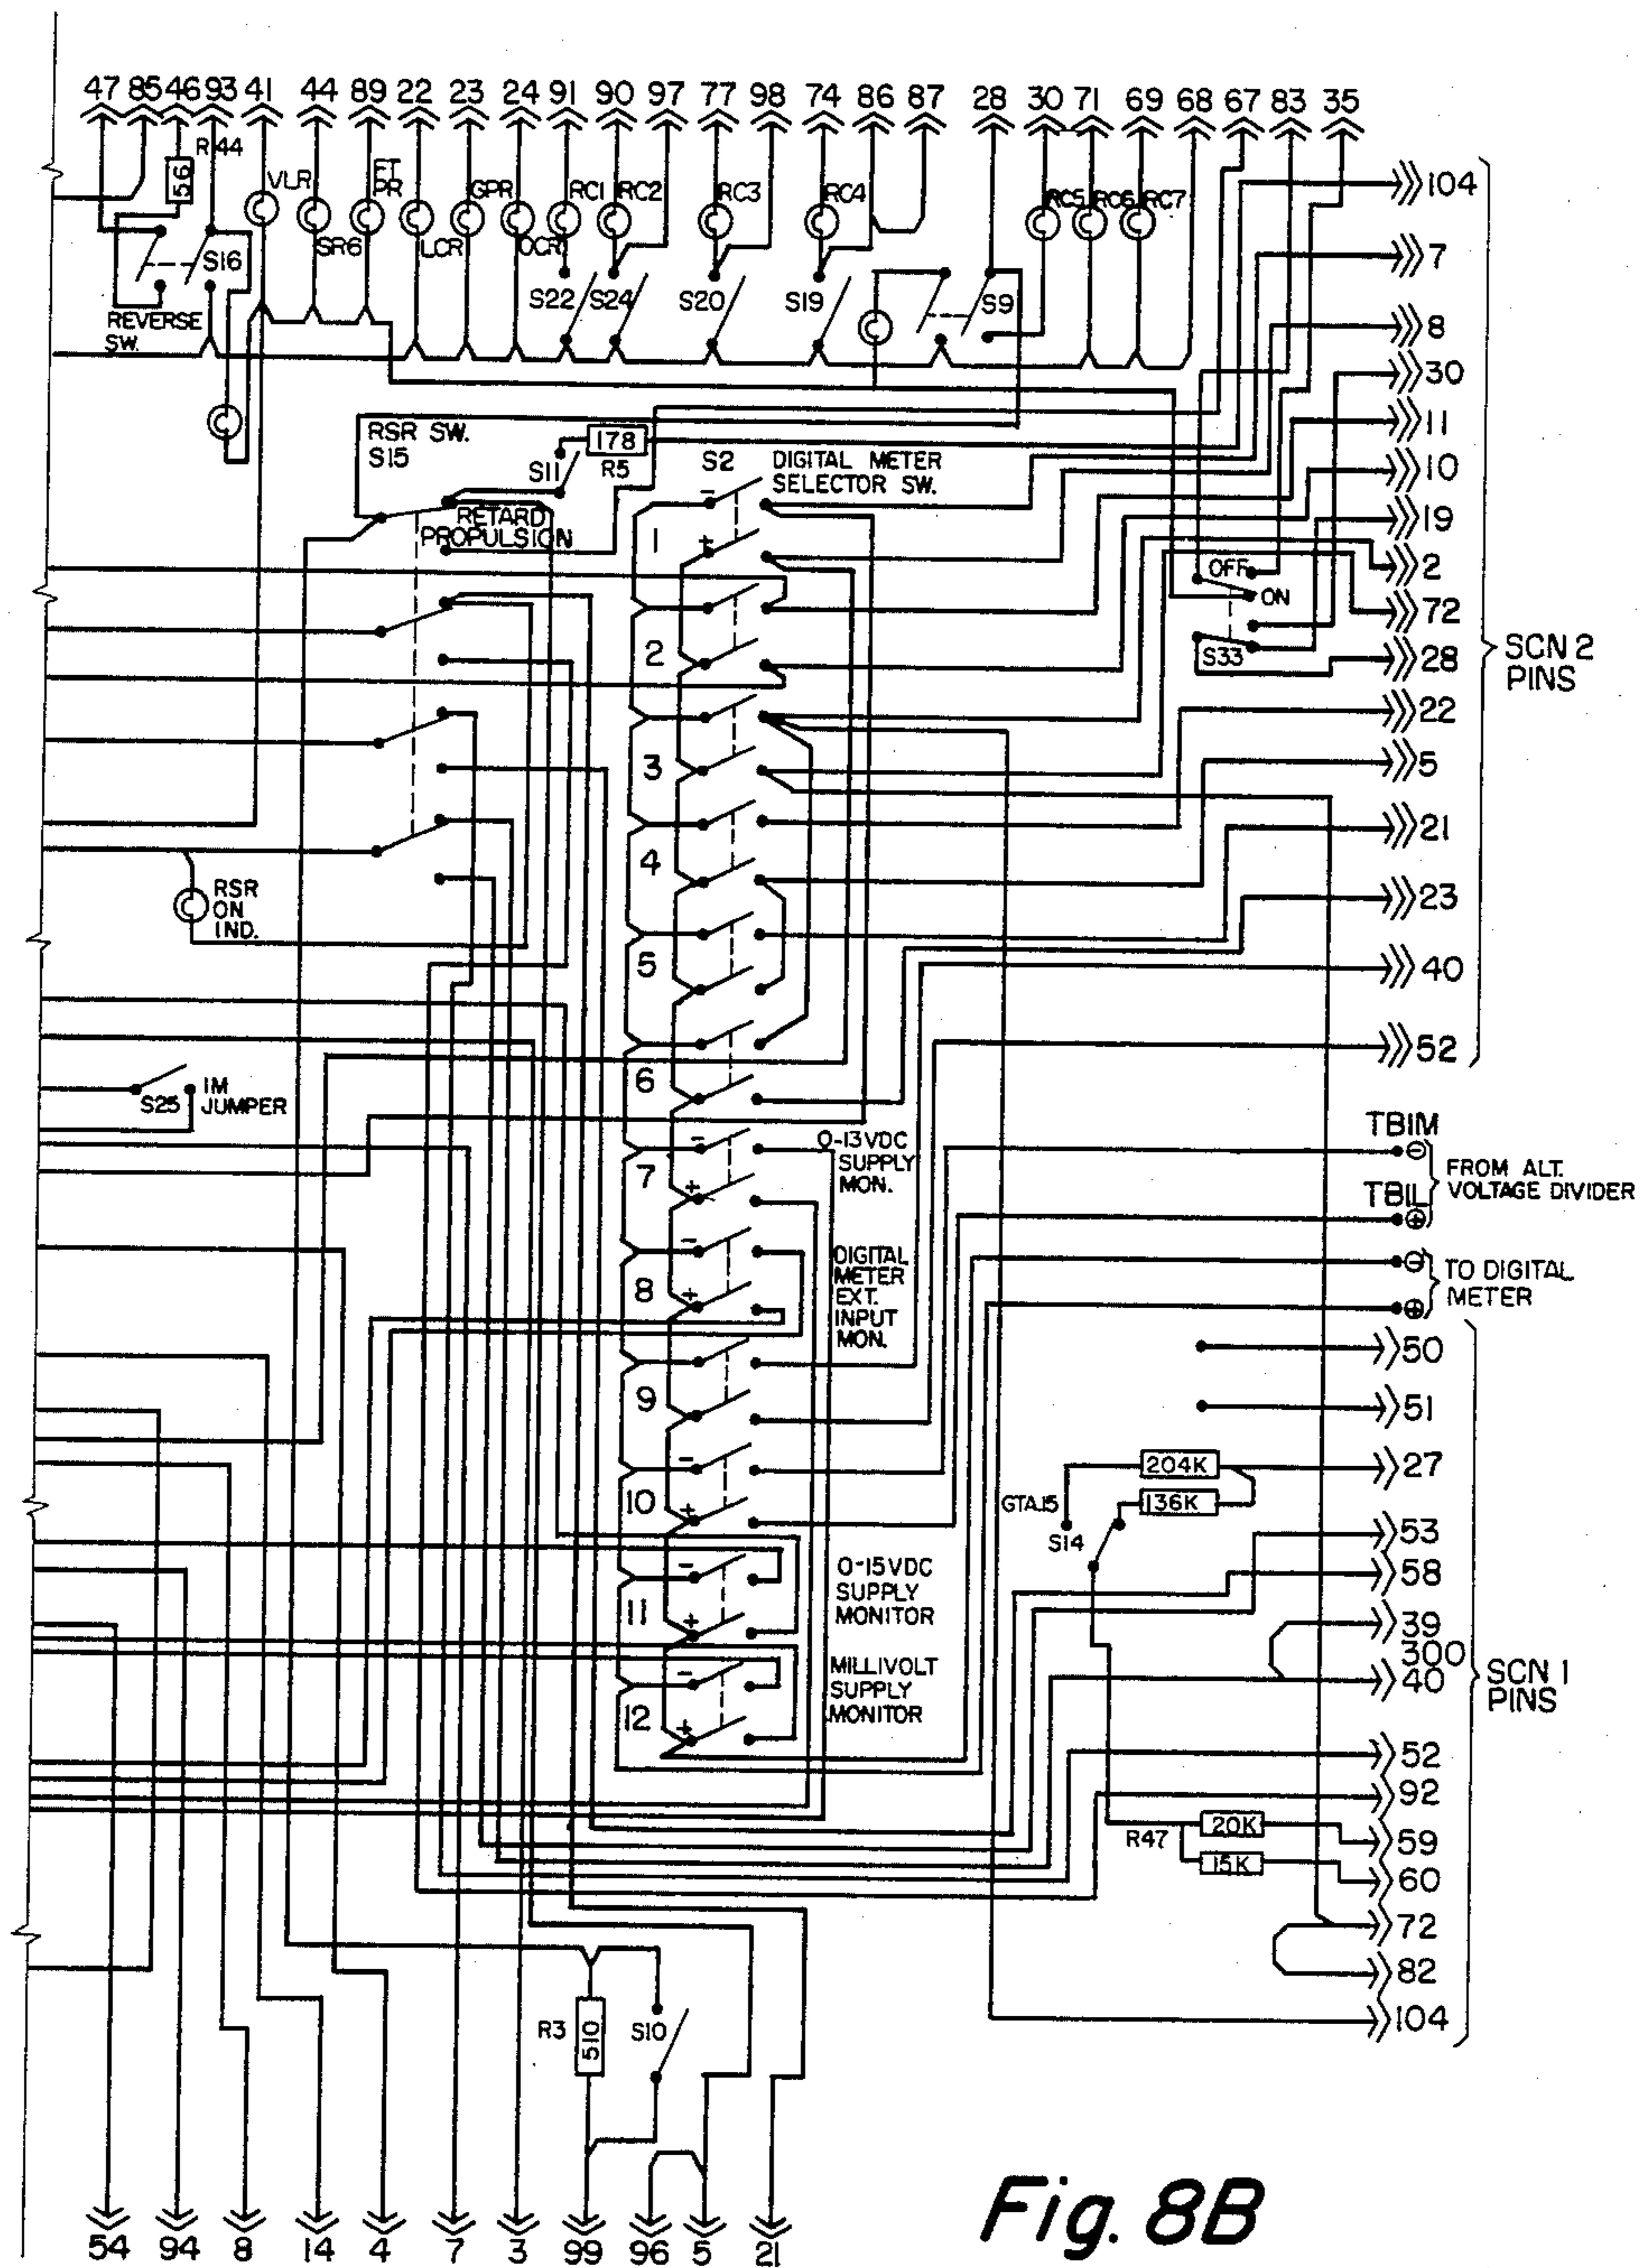 47 85 46 93 41 44 89 22 23 24 91 90 97 77 98 74 86 87 28 30 71 69 68 67 83 35
R144
56
VLR
FT
PR
GPR
RC1
RC2
RC3
RC4
RC5
RC6
RC7
SR6
LCR
OCR
S16
S22
S24
S20
S19
S9
REVERSE
SW.
104
7
8
30
11
10
19
2
72
28
22
5
21
23
40
52
SCN 2
PINS
RSR SW.
S15
S11
178
R5
S2
DIGITAL METER
SELECTOR SW.
RETARD
PROPULSION
OFF
ON
S33
-
+
1
2
3
4
5
6
RSR
ON
IND.
S25
1M
JUMPER
-
7
+
0-13VDC
SUPPLY
MON.
-
8
+
DIGITAL
METER
EXT.
INPUT
MON.
9
-
10
+
-
11
+
0-15VDC
SUPPLY
MONITOR
-
12
+
MILLIVOLT
SUPPLY
MONITOR
TB1M
-
TB1L
+
FROM ALT.
VOLTAGE DIVIDER
-
+
TO DIGITAL
METER
50
51
27
53
58
39
300
40
52
92
59
60
72
82
104
SCN 1
PINS
204K
136K
GTA15
S14
R47
20K
15K
R3
510
S10
54 94 8 14 4 7 3 99 96 5 21
Fig. 8B